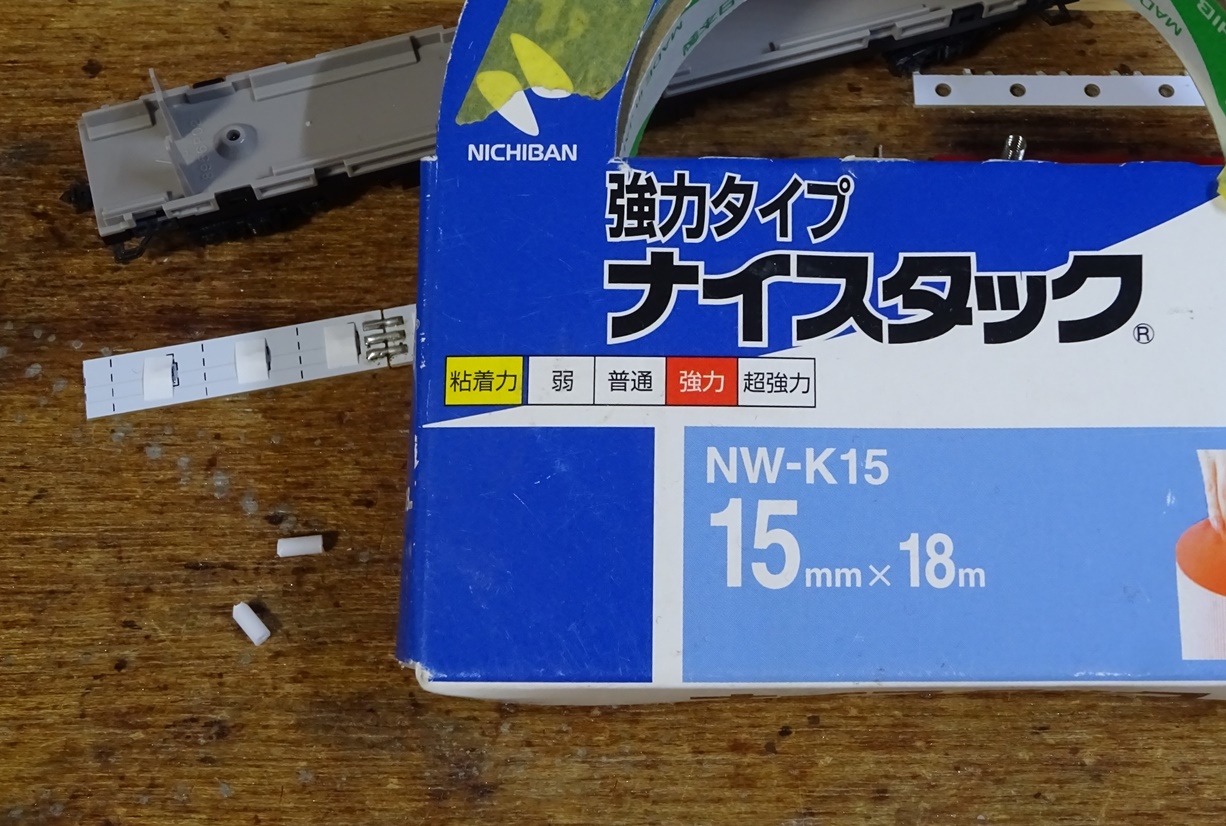 NICHIBAN
強力タイプ
ナイスタック®
粘着力 弱 普通 強力 超強力
NW-K15
15mm×18m